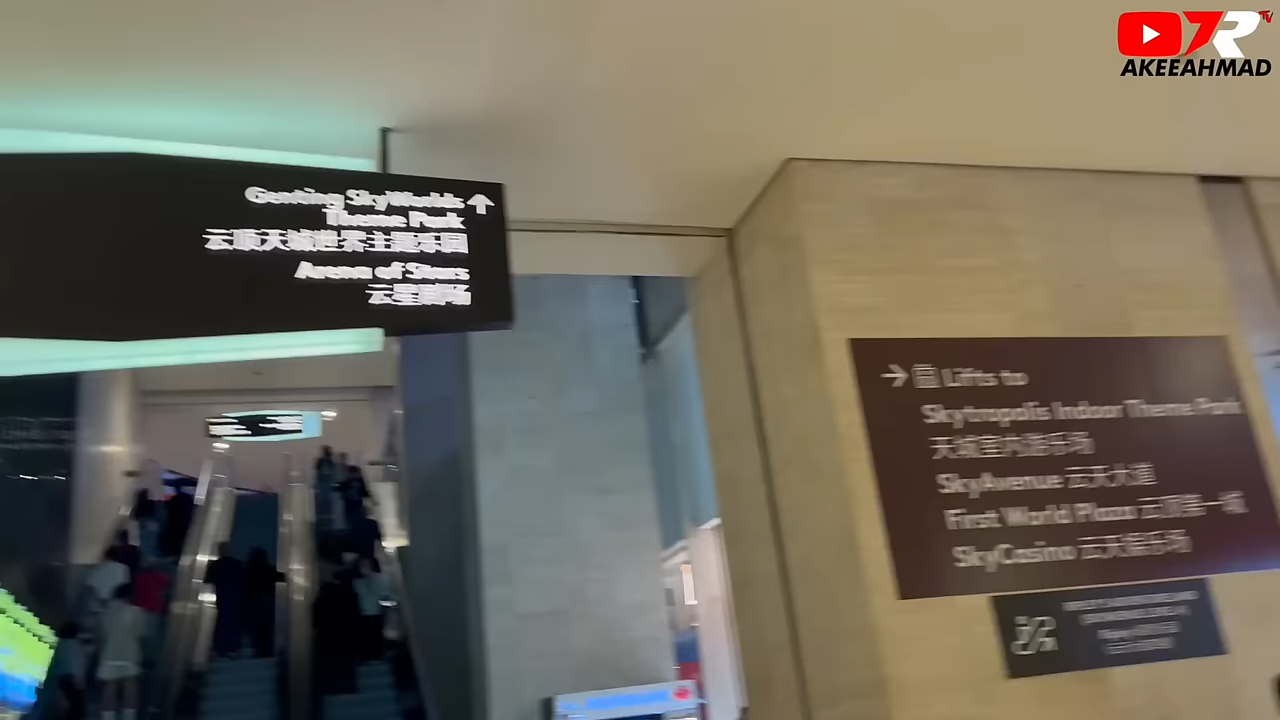 7R TV
AKEEAHMAD
Genting SkyWorlds
Theme Park
云顶天城世界主题乐园
Arena of Stars
云星剧场
Lifts to
Skytropolis Indoor Theme Park
天城室内游乐场
SkyAvenue 云天大道
First World Plaza 云顶第一城
SkyCasino 云天娱乐场